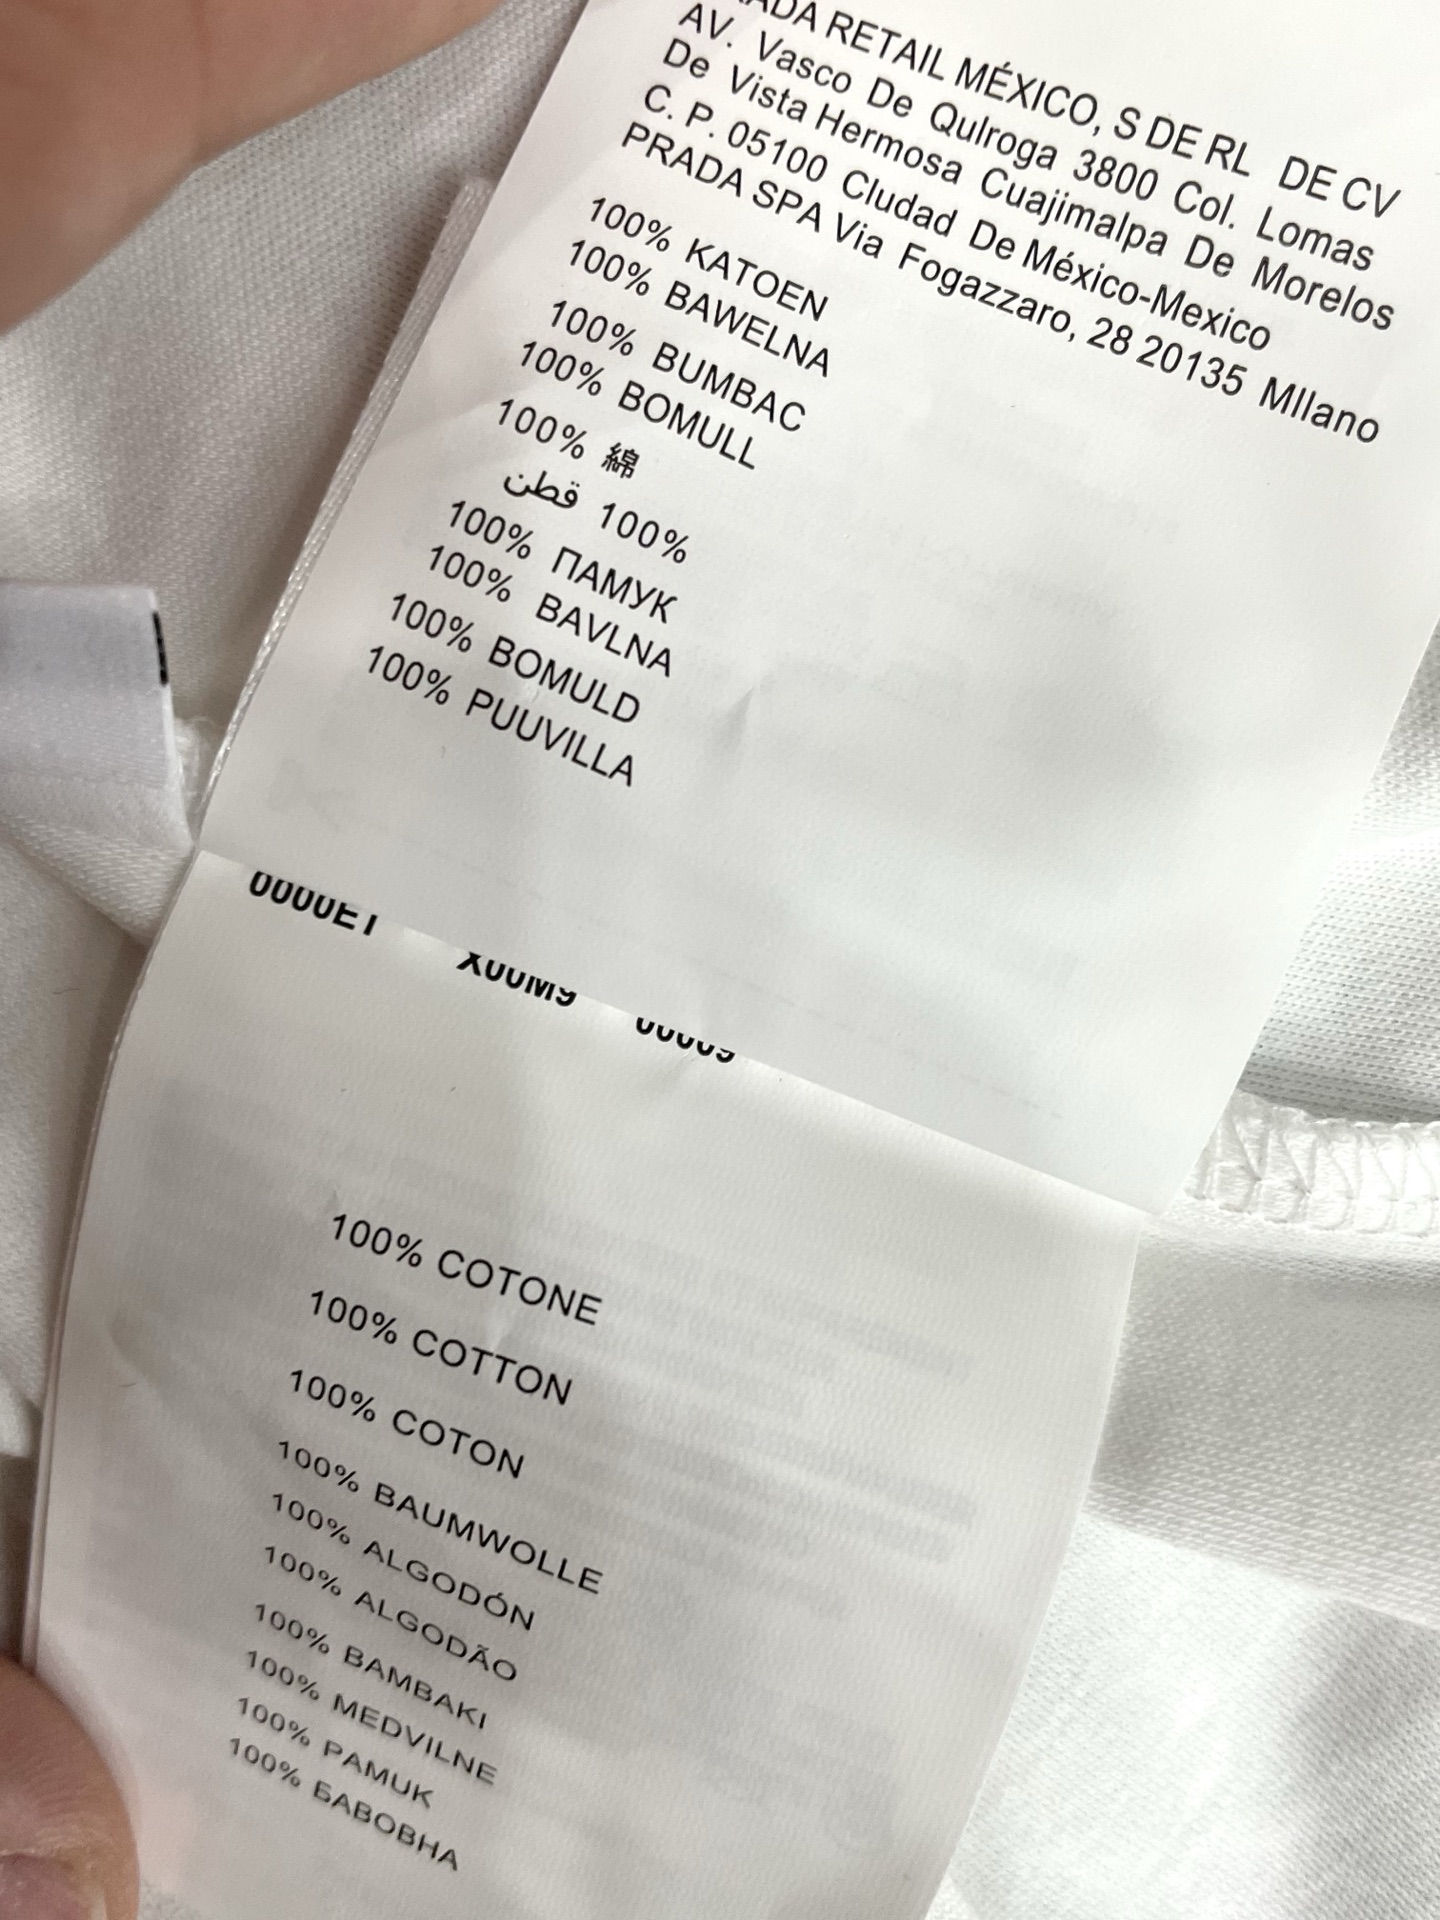 RETAIL MÉXICO, S DE RL DE CV
AV. Vasco De Qulroga 3800 Col. Lomas
De Vista Hermosa Cuajimalpa De Morelos
C. P. 05100 Cludad De México-Mexico
PRADA SPA Via Fogazzaro, 28 20135 MIlano
100% KATOEN
100% BAWELNA
100% BUMBAC
100% BOMULL
100% 綿
100% قطن
100% ПАМУК
100% BAVLNA
100% BOMULD
100% PUUVILLA
100% COTONE
100% COTTON
100% COTON
100% BAUMWOLLE
100% ALGODÓN
100% ALGODÃO
100% BAMBAKI
100% MEDVILNE
100% PAMUK
100% БАВОВНА